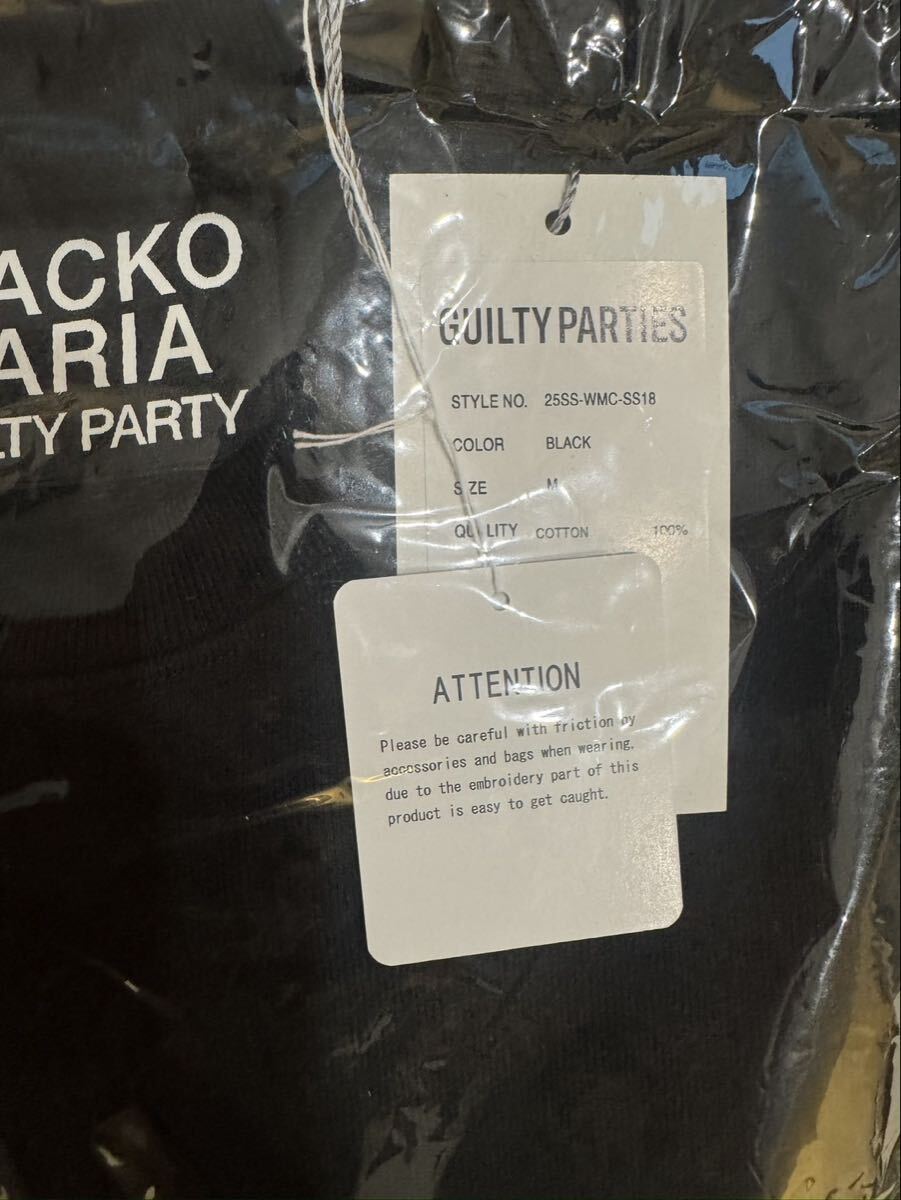 ACKO
ARIA
LTY PARTY
GUILTY PARTIES
STYLE NO. 25SS-WMC-SS18
COLOR BLACK
SIZE M
QUALITY COTTON 100%
ATTENTION
Please be careful with friction by
accessories and bags when wearing,
due to the embroidery part of this
product is easy to get caught.